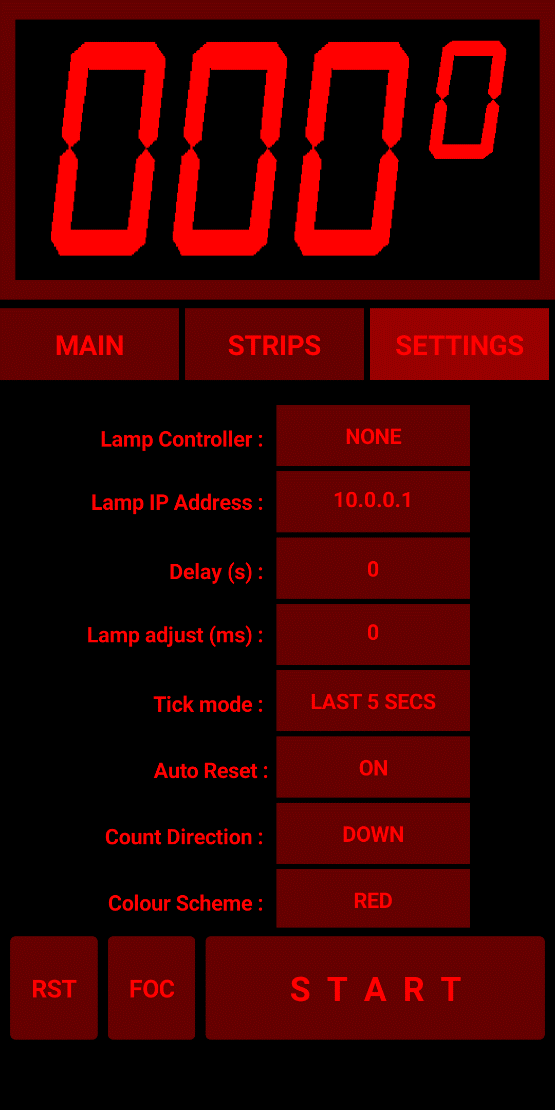 000 0
MAIN STRIPS SETTINGS
Lamp Controller : NONE
Lamp IP Address : 10.0.0.1
Delay (s) : 0
Lamp adjust (ms) : 0
Tick mode : LAST 5 SECS
Auto Reset : ON
Count Direction : DOWN
Colour Scheme : RED
RST FOC START